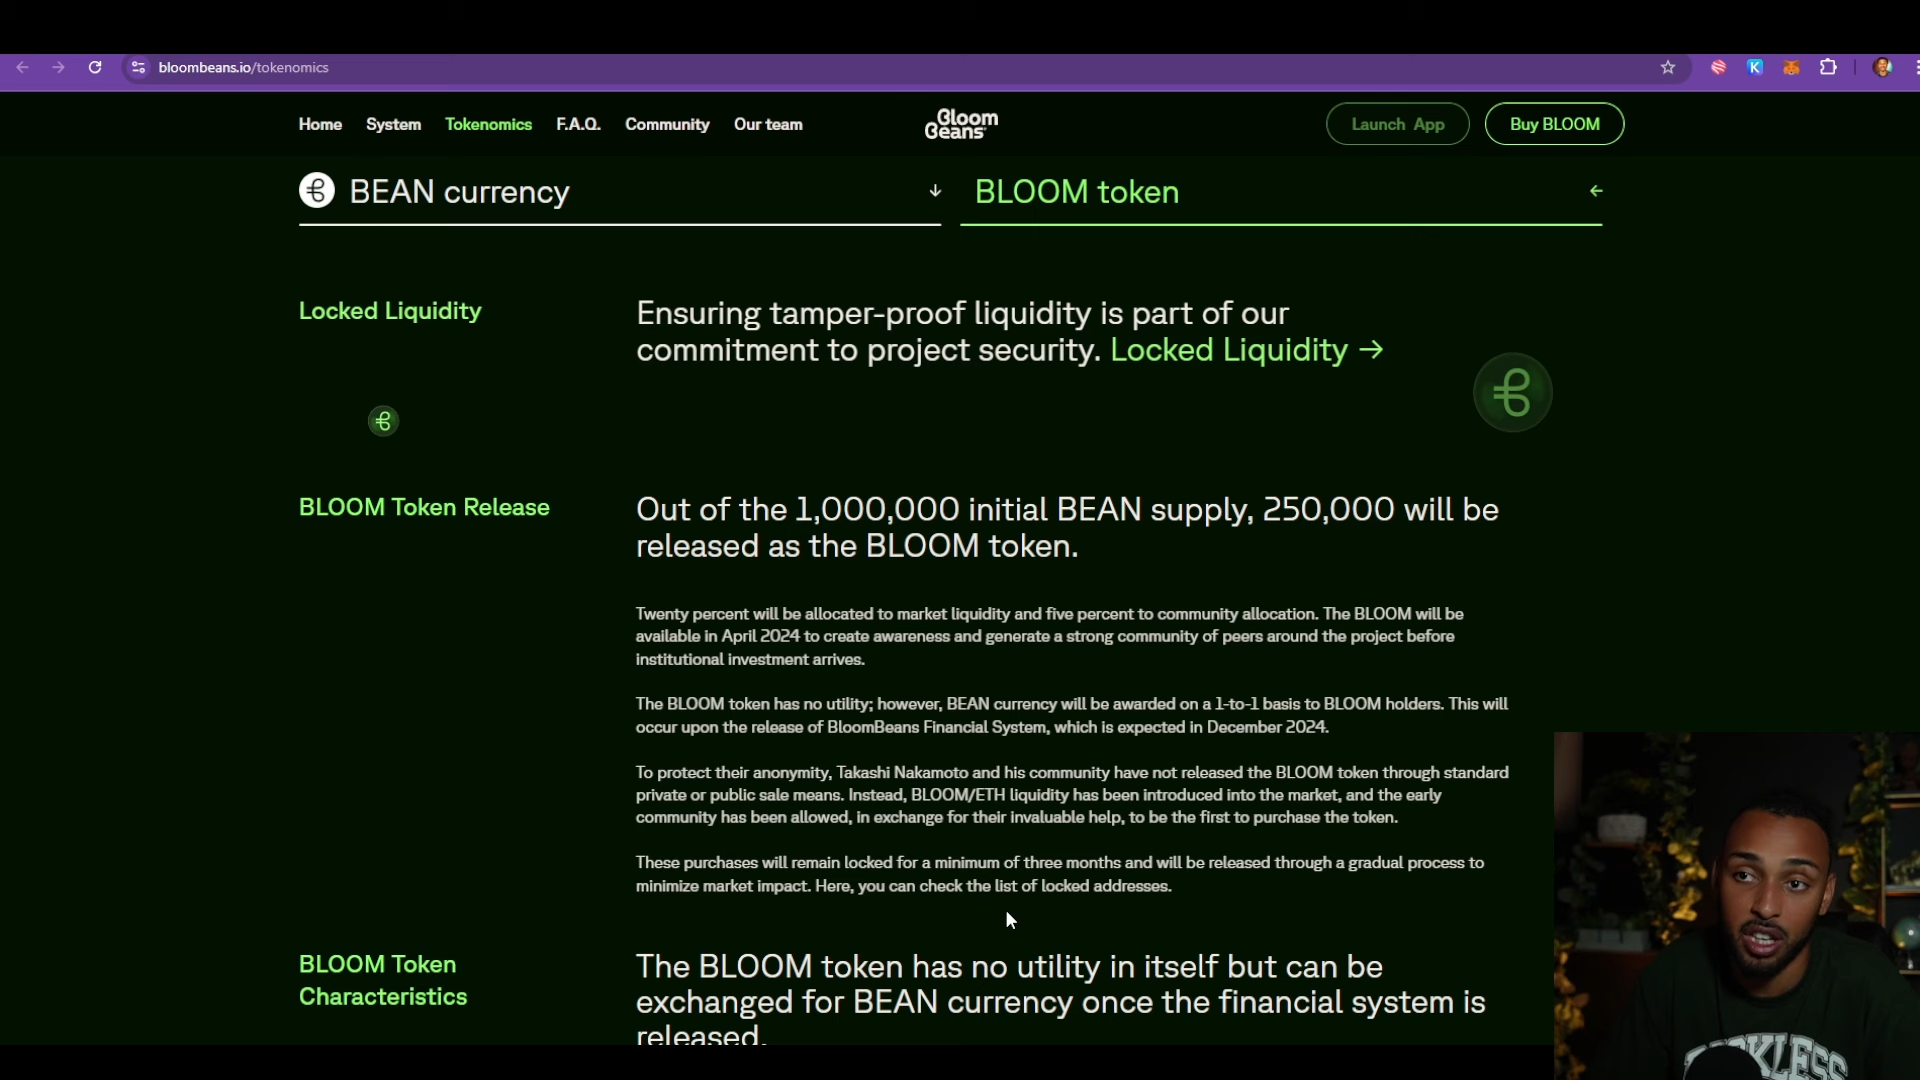 bloombeans.io/tokenomics
K
Home
System
Tokenomics
F.A.Q.
Community
Our team
Bloom
Beans
Launch App
Buy BLOOM
BEAN currency
BLOOM token
Locked Liquidity
Ensuring tamper-proof liquidity is part of our
commitment to project security. Locked Liquidity →
BLOOM Token Release
Out of the 1,000,000 initial BEAN supply, 250,000 will be
released as the BLOOM token.
Twenty percent will be allocated to market liquidity and five percent to community allocation. The BLOOM will be
available in April 2024 to create awareness and generate a strong community of peers around the project before
institutional investment arrives.
The BLOOM token has no utility; however, BEAN currency will be awarded on a 1-to-1 basis to BLOOM holders. This will
occur upon the release of BloomBeans Financial System, which is expected in December 2024.
To protect their anonymity, Takashi Nakamoto and his community have not released the BLOOM token through standard
private or public sale means. Instead, BLOOM/ETH liquidity has been introduced into the market, and the early
community has been allowed, in exchange for their invaluable help, to be the first to purchase the token.
These purchases will remain locked for a minimum of three months and will be released through a gradual process to
minimize market impact. Here, you can check the list of locked addresses.
BLOOM Token
Characteristics
The BLOOM token has no utility in itself but can be
exchanged for BEAN currency once the financial system is
released.